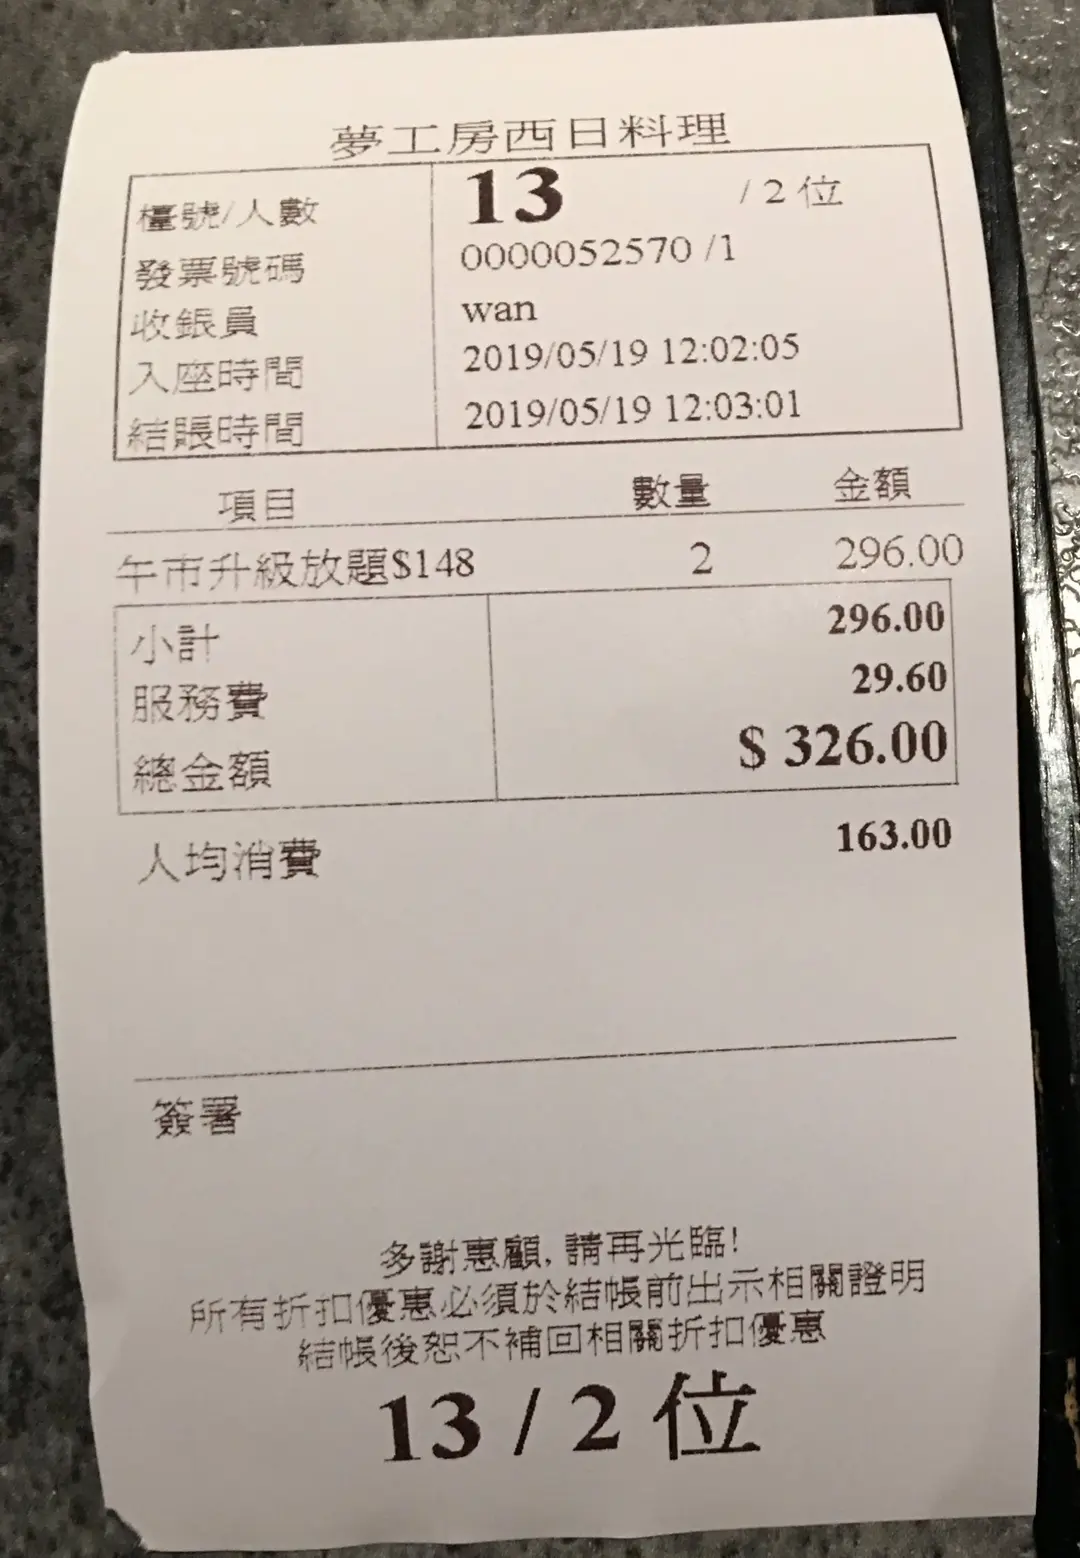 夢工房西日料理
檯號/人數 13 /2位
發票號碼 0000052570 /1
收銀員 wan
入座時間 2019/05/19 12:02:05
結賬時間 2019/05/19 12:03:01
項目 數量 金額
午市升級放題$148 2 296.00
小計 296.00
服務費 29.60
總金額 $ 326.00
人均消費 163.00
簽署
多謝惠顧, 請再光臨!
所有折扣優惠必須於結帳前出示相關證明
結帳後恕不補回相關折扣優惠
13 / 2 位